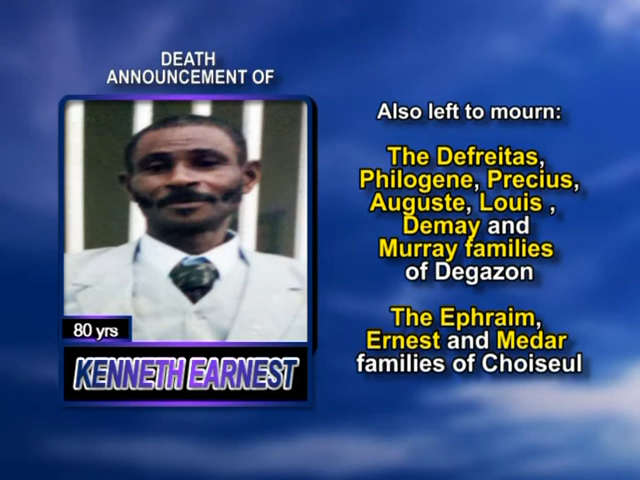 DEATH
ANNOUNCEMENT OF
80 yrs
KENNETH EARNEST
Also left to mourn:
The Defreitas,
Philogene, Precius,
Auguste, Louis ,
Demay and
Murray families
of Degazon
The Ephraim,
Ernest and Medar
families of Choiseul